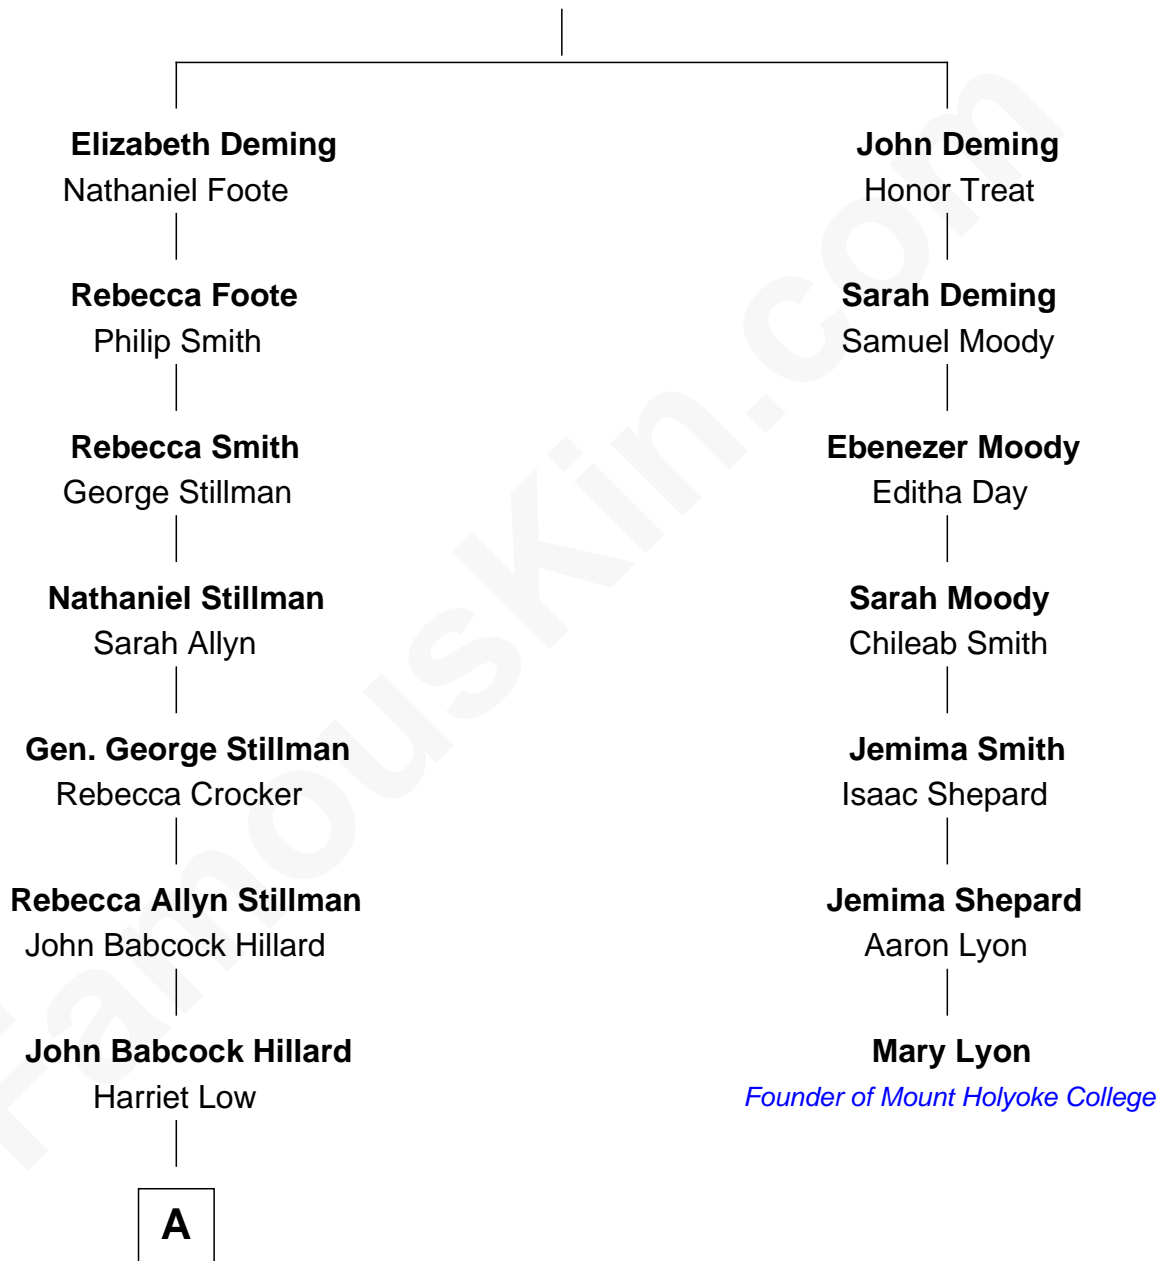 Elizabeth Deming
Nathaniel Foote
Rebecca Foote
Philip Smith
Rebecca Smith
George Stillman
Nathaniel Stillman
Sarah Allyn
Gen. George Stillman
Rebecca Crocker
Rebecca Allyn Stillman
John Babcock Hillard
John Babcock Hillard
Harriet Low
A
John Deming
Honor Treat
Sarah Deming
Samuel Moody
Ebenezer Moody
Editha Day
Sarah Moody
Chileab Smith
Jemima Smith
Isaac Shepard
Jemima Shepard
Aaron Lyon
Mary Lyon
Founder of Mount Holyoke College
FamousKin.com